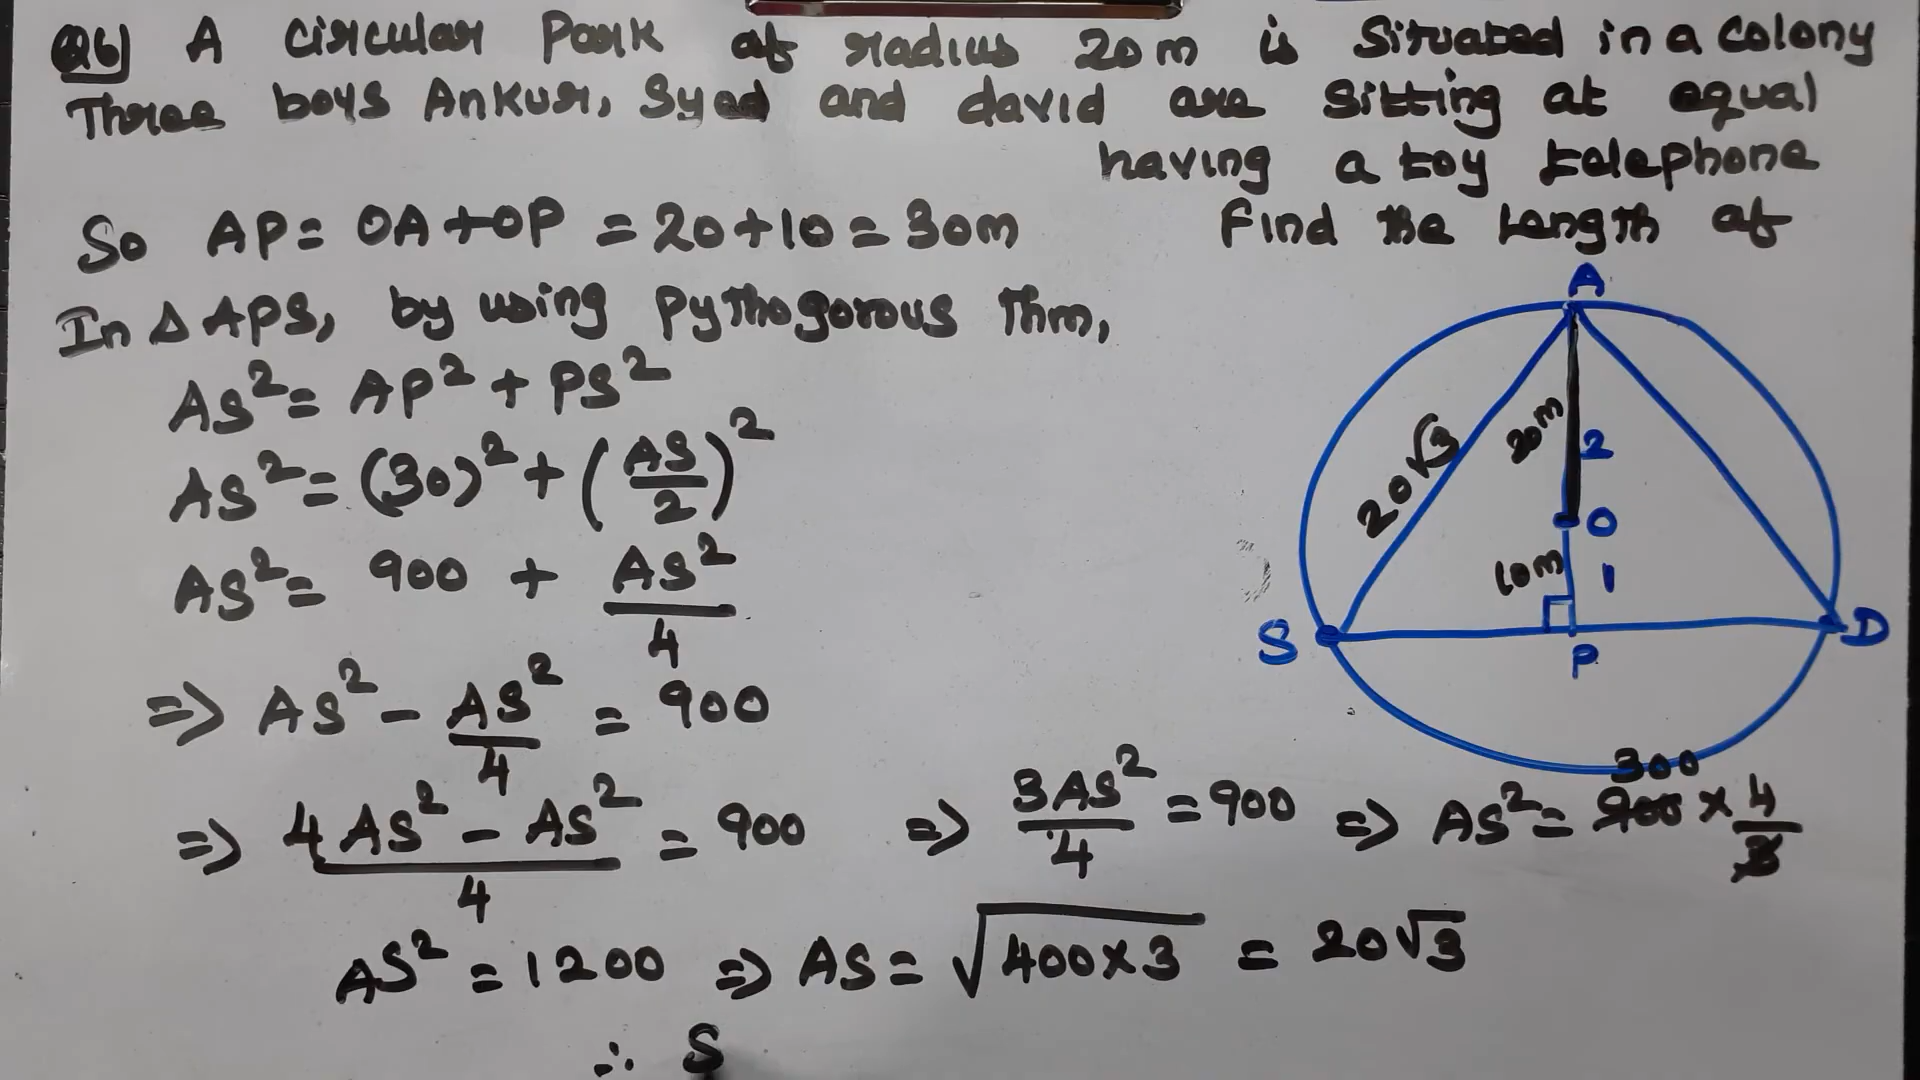 Q6) A circular Park of radius 20m is Situated in a Colony
Three boys Ankur, Syed and david are sitting at equal
having a toy telephone
Find the Length of
So AP = OA + OP = 20+10 = 30m
In Δ APS, by using Pythogorous Thm,
AS² = AP² + PS²
AS² = (30)² + (AS/2)²
AS² = 900 + AS²/4
=> AS² - AS²/4 = 900
=> 4AS² - AS²/4 = 900 => 3AS²/4 = 900 => AS² = 900 300 × 4/3
AS² = 1200 => AS = √400×3 = 20√3
∴ S
A
20√3
20m
2
O
10m
1
S
P
D